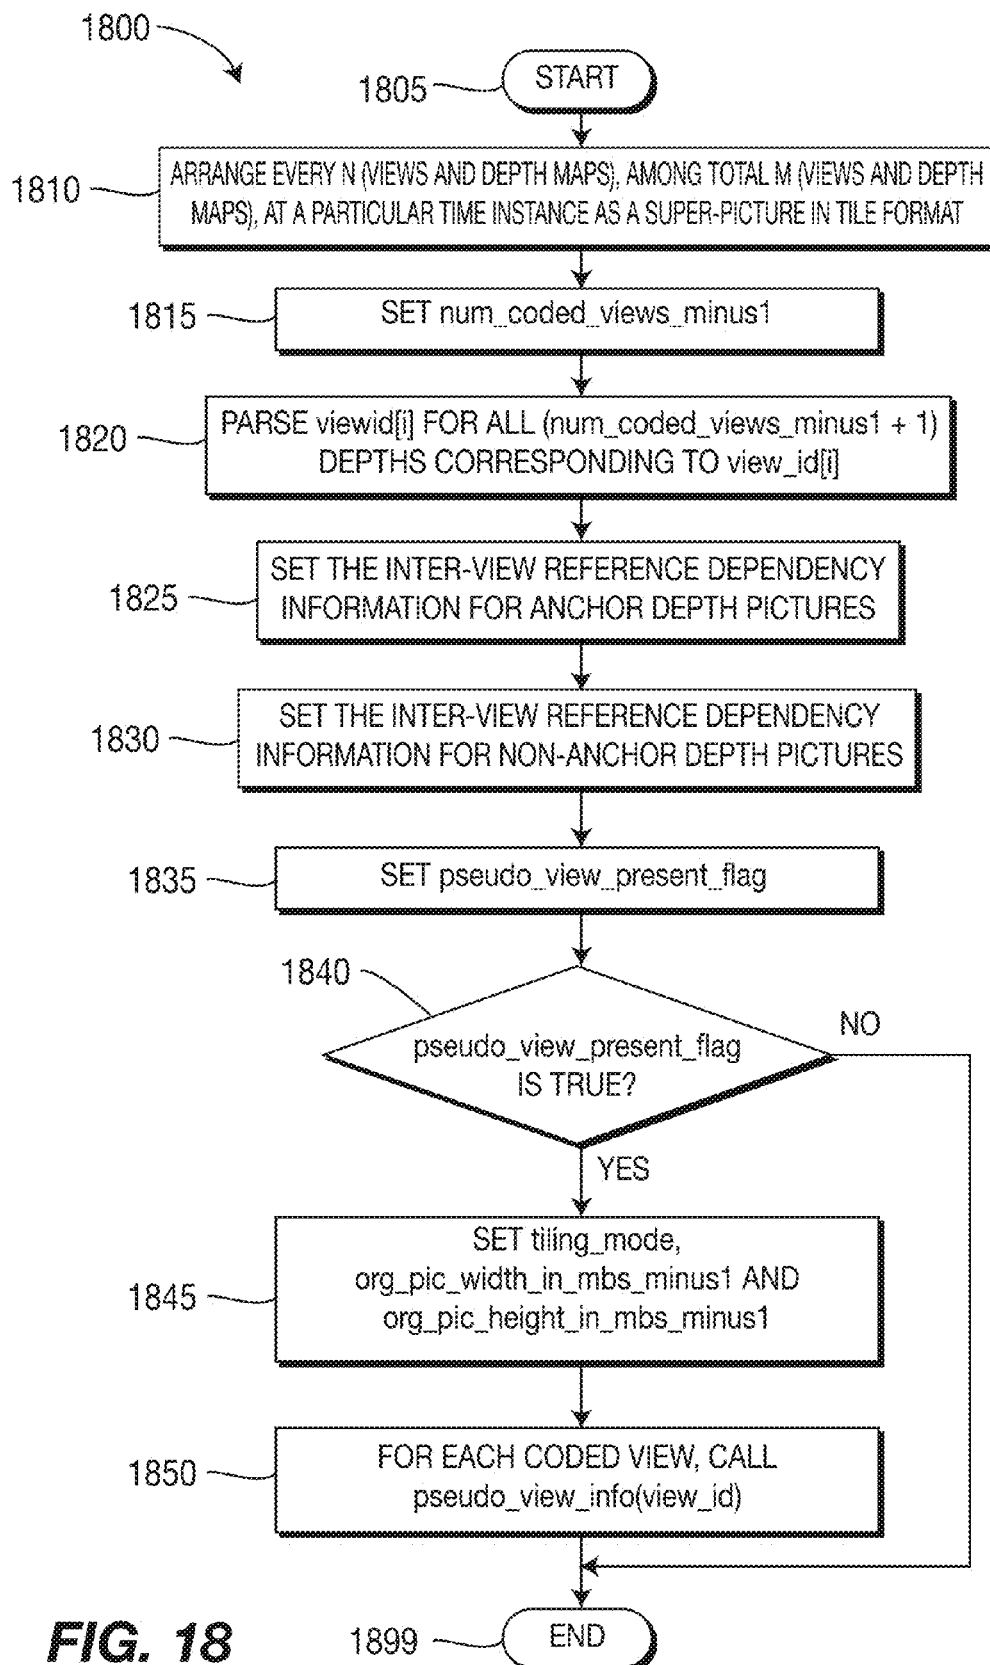 1800
1805
START
1810
ARRANGE EVERY N (VIEWS AND DEPTH MAPS), AMONG TOTAL M (VIEWS AND DEPTH
MAPS), AT A PARTICULAR TIME INSTANCE AS A SUPER-PICTURE IN TILE FORMAT
1815
SET num_coded_views_minus1
1820
PARSE viewid[i] FOR ALL (num_coded_views_minus1 + 1)
DEPTHS CORRESPONDING TO view_id[i]
1825
SET THE INTER-VIEW REFERENCE DEPENDENCY
INFORMATION FOR ANCHOR DEPTH PICTURES
1830
SET THE INTER-VIEW REFERENCE DEPENDENCY
INFORMATION FOR NON-ANCHOR DEPTH PICTURES
1835
SET pseudo_view_present_flag
1840
pseudo_view_present_flag
IS TRUE?
NO
YES
1845
SET tiling_mode,
org_pic_width_in_mbs_minus1 AND
org_pic_height_in_mbs_minus1
1850
FOR EACH CODED VIEW, CALL
pseudo_view_info(view_id)
1899
END
FIG. 18